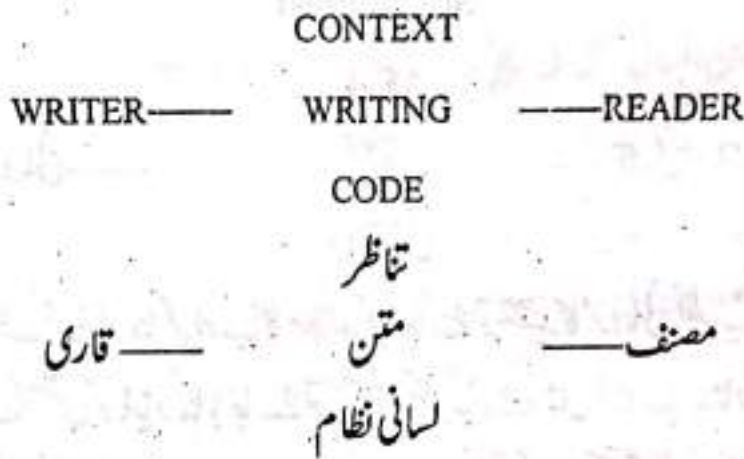 CONTEXT
WRITER—— WRITING ——READER
CODE
تناظر
مصنف —— متن —— قاری
لسانی نظام